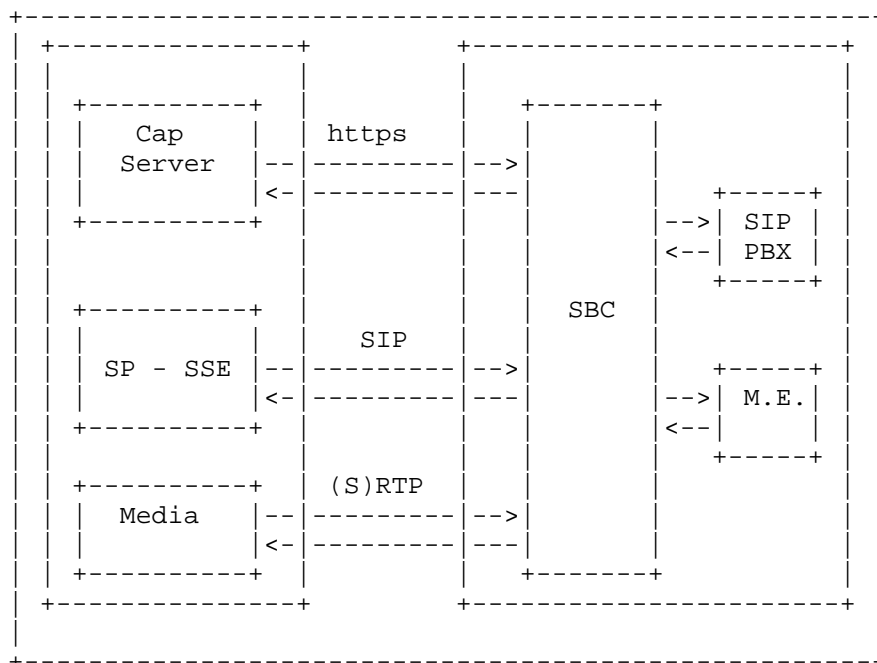 Cap
Server
https
SIP
PBX
SBC
SIP
SP - SSE
M.E.
(S)RTP
Media